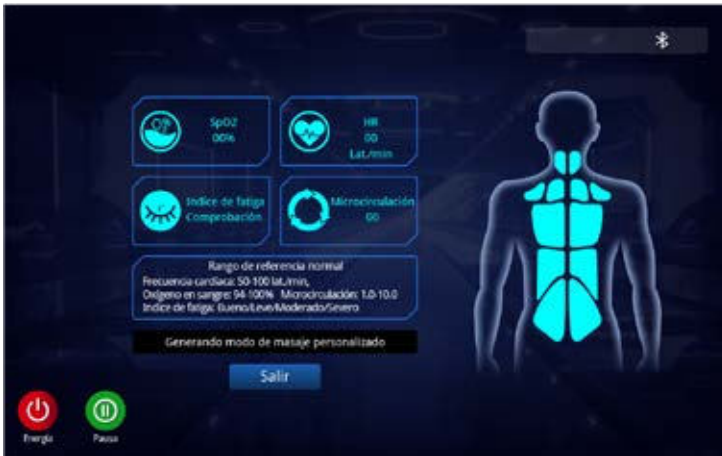 SpO2
00%
HR
00
Lat./min
Indice de fatiga
Comprobación
Microcirculación
00
Rango de referencia normal
Frecuencia cardiaca: 50-100 lat./min,
Oxigeno en sangre: 94-100% Microcirculación: 1.0-10.0
Indice de fatiga: Bueno/Leve/Moderado/Severo
Generando modo de masaje personalizado
Salir
Energía
Pausa